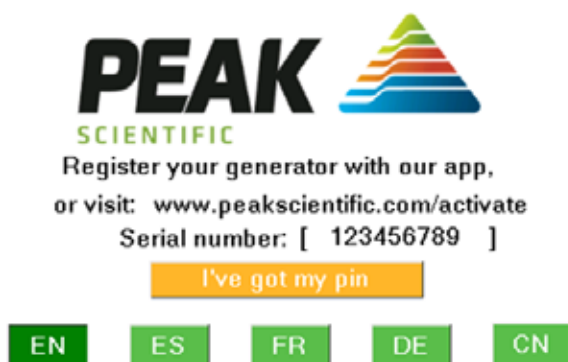 PEAK
SCIENTIFIC
Register your generator with our app,
or visit: www.peakscientific.com/activate
Serial number: [ 123456789 ]
I've got my pin
EN ES FR DE CN